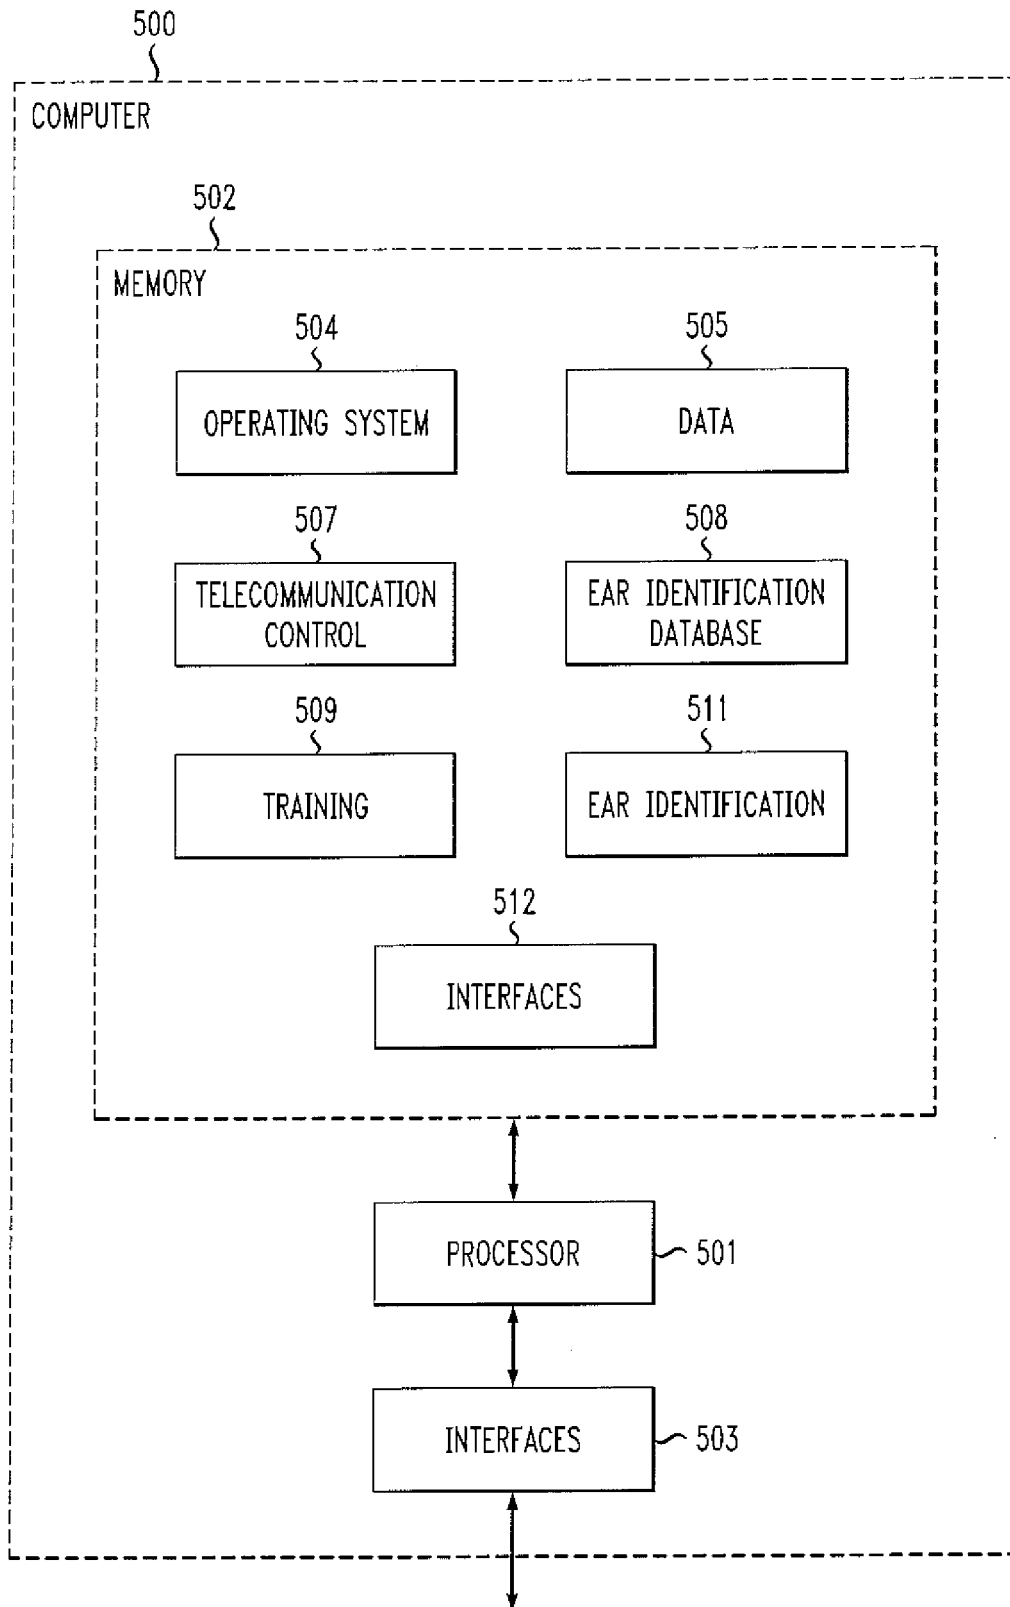 500
COMPUTER
502
MEMORY
504
OPERATING SYSTEM
505
DATA
507
TELECOMMUNICATION
CONTROL
508
EAR IDENTIFICATION
DATABASE
509
TRAINING
511
EAR IDENTIFICATION
512
INTERFACES
PROCESSOR
501
INTERFACES
503